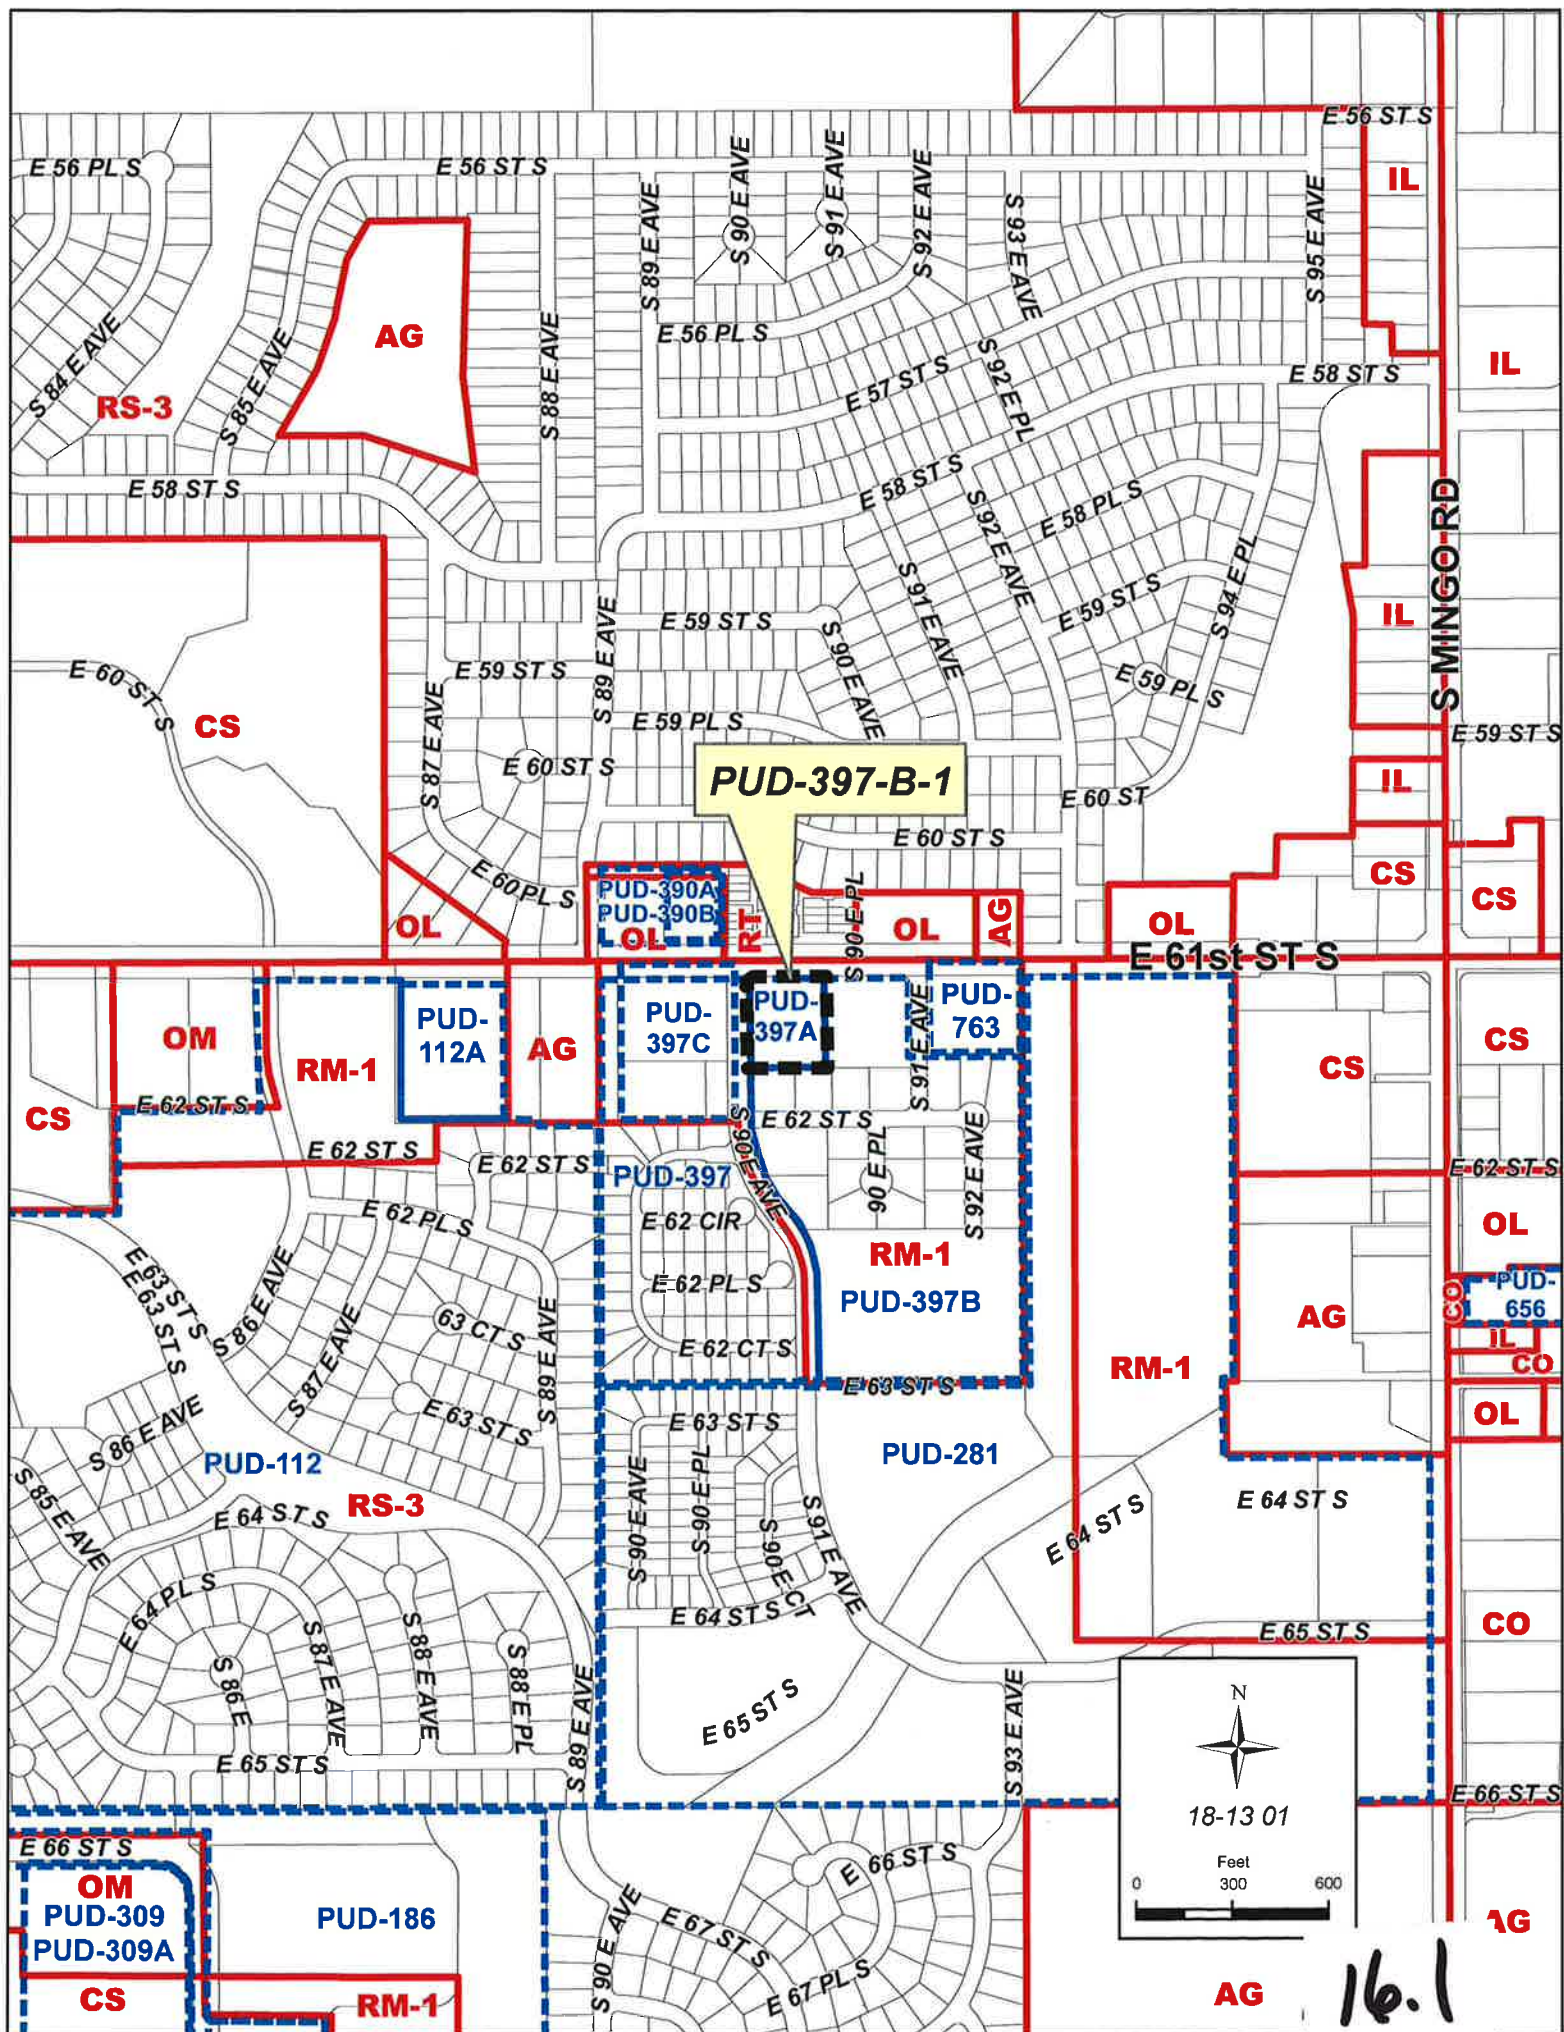 E 56 ST S
E 56 PL S
E 56 ST S
S 90 E AVE
S 91 E AVE
S 92 E AVE
S 89 E AVE
S 93 E AVE
S 95 E AVE
IL
AG
S 84 E AVE
RS-3
S 85 E AVE
S 88 E AVE
E 56 PL S
E 57 ST S
S 92 E PL
E 58 ST S
IL
E 58 ST S
E 58 ST S
S 92 E AVE
E 58 PL S
S MINGO RD
E 59 ST S
S 89 E AVE
S 90 E AVE
S 91 E AVE
E 59 ST S
S 94 E PL
IL
E 60 ST S
CS
E 59 ST S
S 87 E AVE
E 59 PL S
E 59 PL S
E 59 ST S
E 60 ST S
PUD-397-B-1
E 60 ST
IL
E 60 ST S
E 60 PL S
CS
CS
OL
PUD-390A
PUD-390B
OL
RT
S 90 E PL
OL
AG
OL
E 61st ST S
OM
RM-1
PUD-
112A
AG
PUD-
397C
PUD-
397A
S 91 E AVE
PUD-
763
CS
CS
CS
E 62 ST S
E 62 ST S
E 62 ST S
PUD-397
S 90 E AVE
E 62 ST S
90 E PL
S 92 E AVE
E 62 ST S
E 62 PL S
E 62 CIR
RM-1
PUD-397B
OL
E 63 ST S
E 63 ST S
S 86 E AVE
S 87 E AVE
63 CT S
S 89 E AVE
E 62 PL S
E 62 CT S
AG
CO
PUD-
656
IL
CO
RM-1
E 63 ST S
OL
S 86 E AVE
E 63 ST S
E 63 ST S
PUD-281
S 85 E AVE
PUD-112
RS-3
E 64 ST S
S 90 E AVE
S 90 E PL
S 90 E CT
S 91 E AVE
E 64 ST S
E 64 ST S
E 64 PL S
S 86 E
S 87 E AVE
S 88 E AVE
S 88 E PL
S 89 E AVE
E 64 ST S
E 65 ST S
CO
E 65 ST S
E 65 ST S
S 93 E AVE
N
18-13 01
Feet
0 300 600
E 66 ST S
E 66 ST S
OM
PUD-309
PUD-309A
CS
PUD-186
RM-1
S 90 E AVE
E 67 ST S
E 66 ST S
E 67 PL S
AG
AG
16.1